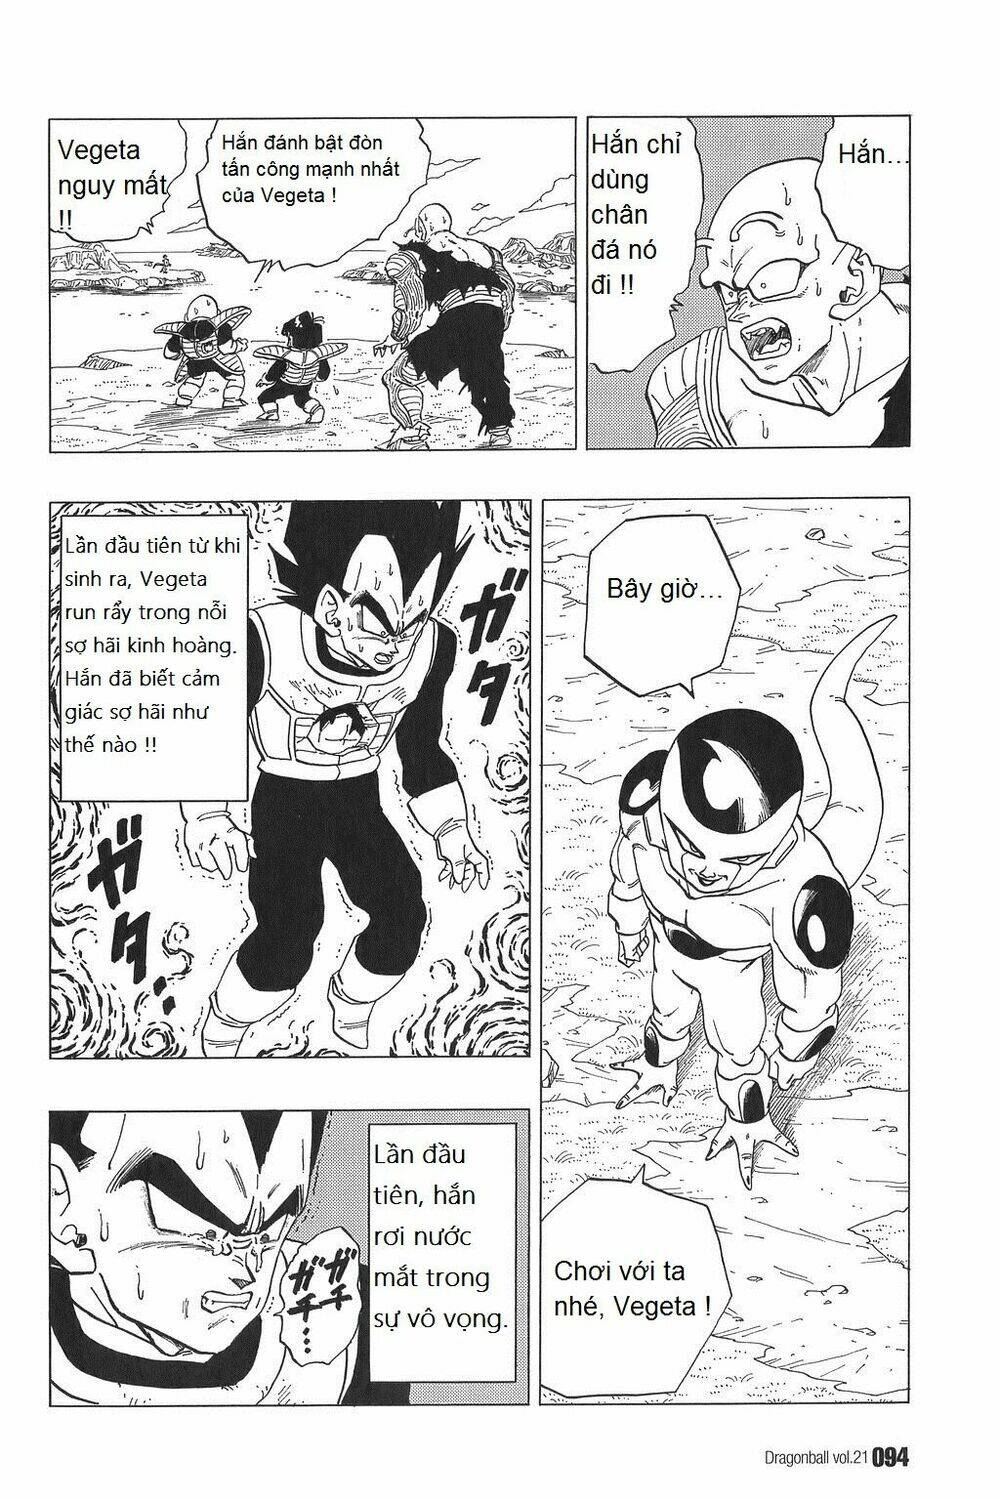 Hắn...
Hắn chỉ
dùng
chân
đá nó
đi !!
Hắn đánh bật đòn
tấn công mạnh nhất
của Vegeta !
Vegeta
nguy mất
!!
Bây giờ...
Chơi với ta
nhé, Vegeta !
Lần đầu tiên từ khi
sinh ra, Vegeta
run rẩy trong nỗi
sợ hãi kinh hoàng.
Hắn đã biết cảm
giác sợ hãi như
thế nào !!
ガタ
ガタ...
Lần đầu
tiên, hắn
rơi nước
mắt trong
sự vô vọng.
ガチ
ガチ...
Dragonball vol.21 094